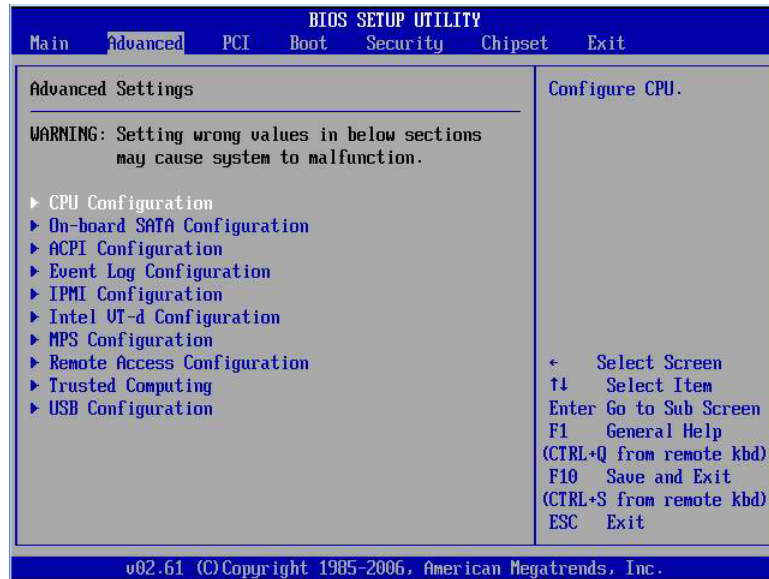 BIOS SETUP UTILITY
Main Advanced PCI Boot Security Chipset Exit
Advanced Settings
WARNING: Setting wrong values in below sections
may cause system to malfunction.
CPU Configuration
On-board SATA Configuration
ACPI Configuration
Event Log Configuration
IPMI Configuration
Intel VT-d Configuration
MPS Configuration
Remote Access Configuration
Trusted Computing
USB Configuration
Configure CPU.
← Select Screen
↑↓ Select Item
Enter Go to Sub Screen
F1 General Help
(CTRL+Q from remote kbd)
F10 Save and Exit
(CTRL+S from remote kbd)
ESC Exit
v02.61 (C)Copyright 1985-2006, American Megatrends, Inc.